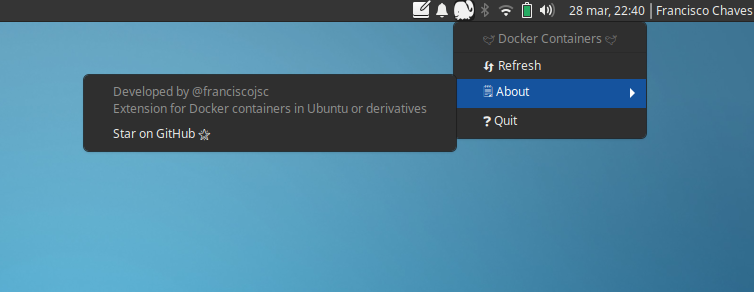 28 mar, 22:40 Francisco Chaves
Docker Containers
Refresh
About
Quit
Developed by @franciscojsc
Extension for Docker containers in Ubuntu or derivatives
Star on GitHub